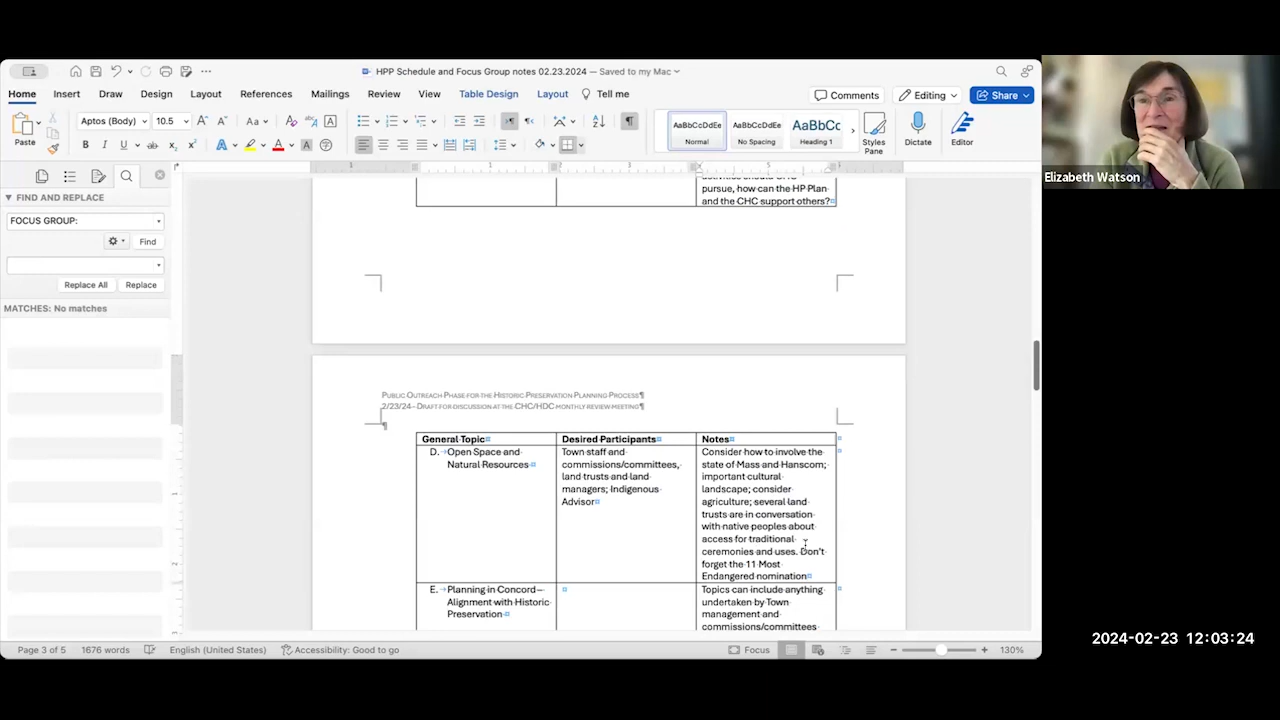 HPP Schedule and Focus Group notes 02.23.2024 — Saved to my Mac
Home Insert Draw Design Layout References Mailings Review View Table Design Layout Tell me
Comments Editing Share
Paste
Aptos (Body) 10.5
AaBbCcDdEe AaBbCcDdEe AaBbCc
Normal No Spacing Heading 1
Styles Pane
Dictate
Editor
Elizabeth Watson
FIND AND REPLACE
FOCUS GROUP:
Find
Replace All Replace
MATCHES: No matches
pursue, how can the HP Plan
and the CHC support others?
Public Outreach Phase for the Historic Preservation Planning Process¶
2/23/24–Draft for discussion at the CHC/HDC monthly review meeting¶
¶
General Topic Desired Participants Notes
D. Open Space and
Natural Resources
Town staff and
commissions/committees,
land trusts and land
managers; Indigenous
Advisor
Consider how to involve the
state of Mass and Hanscom;
important cultural
landscape; consider
agriculture; several land
trusts are in conversation
with native peoples about
access for traditional
ceremonies and uses. Don't
forget the 11 Most
Endangered nomination
E. Planning in Concord—
Alignment with Historic
Preservation
Topics can include anything
undertaken by Town
management and
commissions/committees
Page 3 of 5 1676 words English (United States) Accessibility: Good to go Focus 130%
2024-02-23 12:03:24